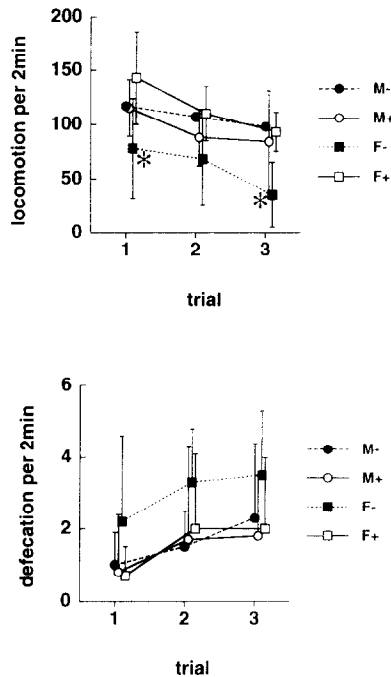 locomotion per 2min
200
150
100
50
0
*
*
1 2 3
trial
M-
M+
F-
F+
defecation per 2min
6
4
2
0
1 2 3
trial
M-
M+
F-
F+